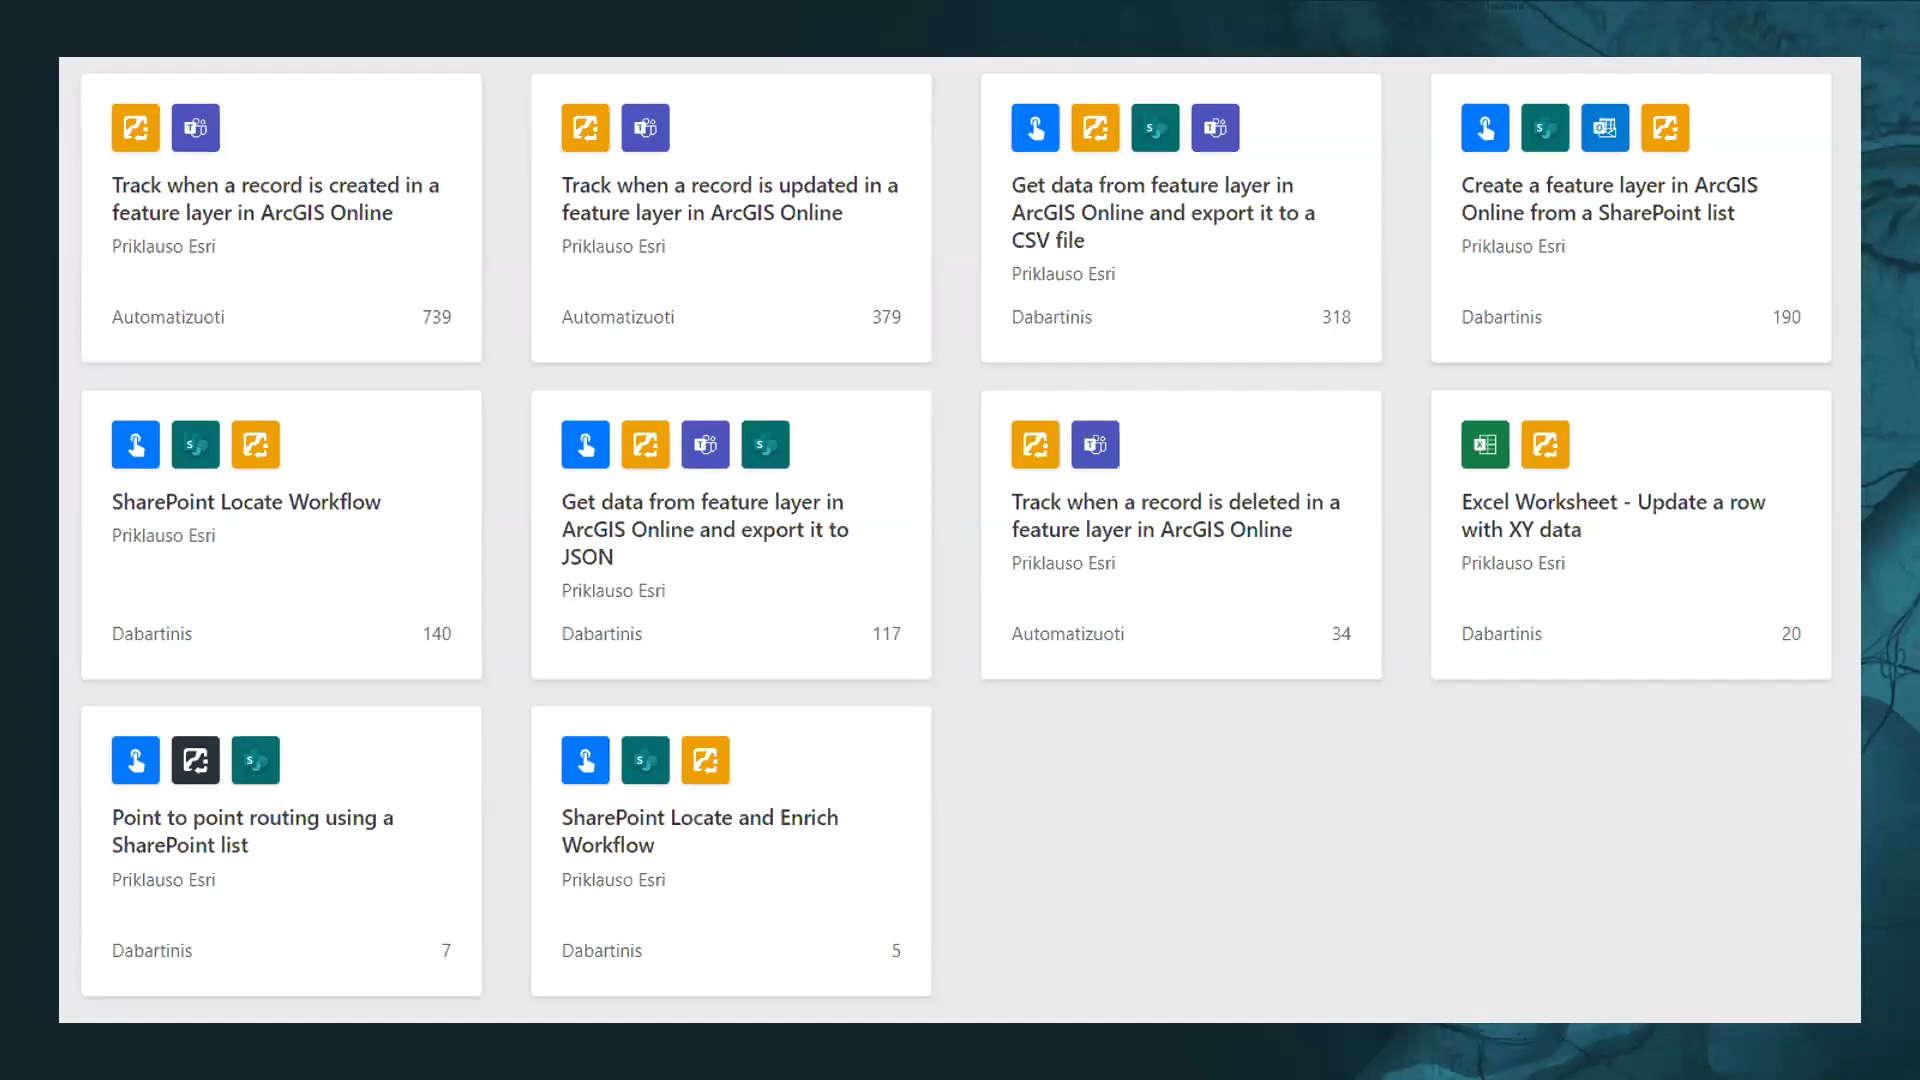 Track when a record is created in a
feature layer in ArcGIS Online
Priklauso Esri
Automatizuoti 739
Track when a record is updated in a
feature layer in ArcGIS Online
Priklauso Esri
Automatizuoti 379
Get data from feature layer in
ArcGIS Online and export it to a
CSV file
Priklauso Esri
Dabartinis 318
Create a feature layer in ArcGIS
Online from a SharePoint list
Priklauso Esri
Dabartinis 190
SharePoint Locate Workflow
Priklauso Esri
Dabartinis 140
Get data from feature layer in
ArcGIS Online and export it to
JSON
Priklauso Esri
Dabartinis 117
Track when a record is deleted in a
feature layer in ArcGIS Online
Priklauso Esri
Automatizuoti 34
Excel Worksheet - Update a row
with XY data
Priklauso Esri
Dabartinis 20
Point to point routing using a
SharePoint list
Priklauso Esri
Dabartinis 7
SharePoint Locate and Enrich
Workflow
Priklauso Esri
Dabartinis 5